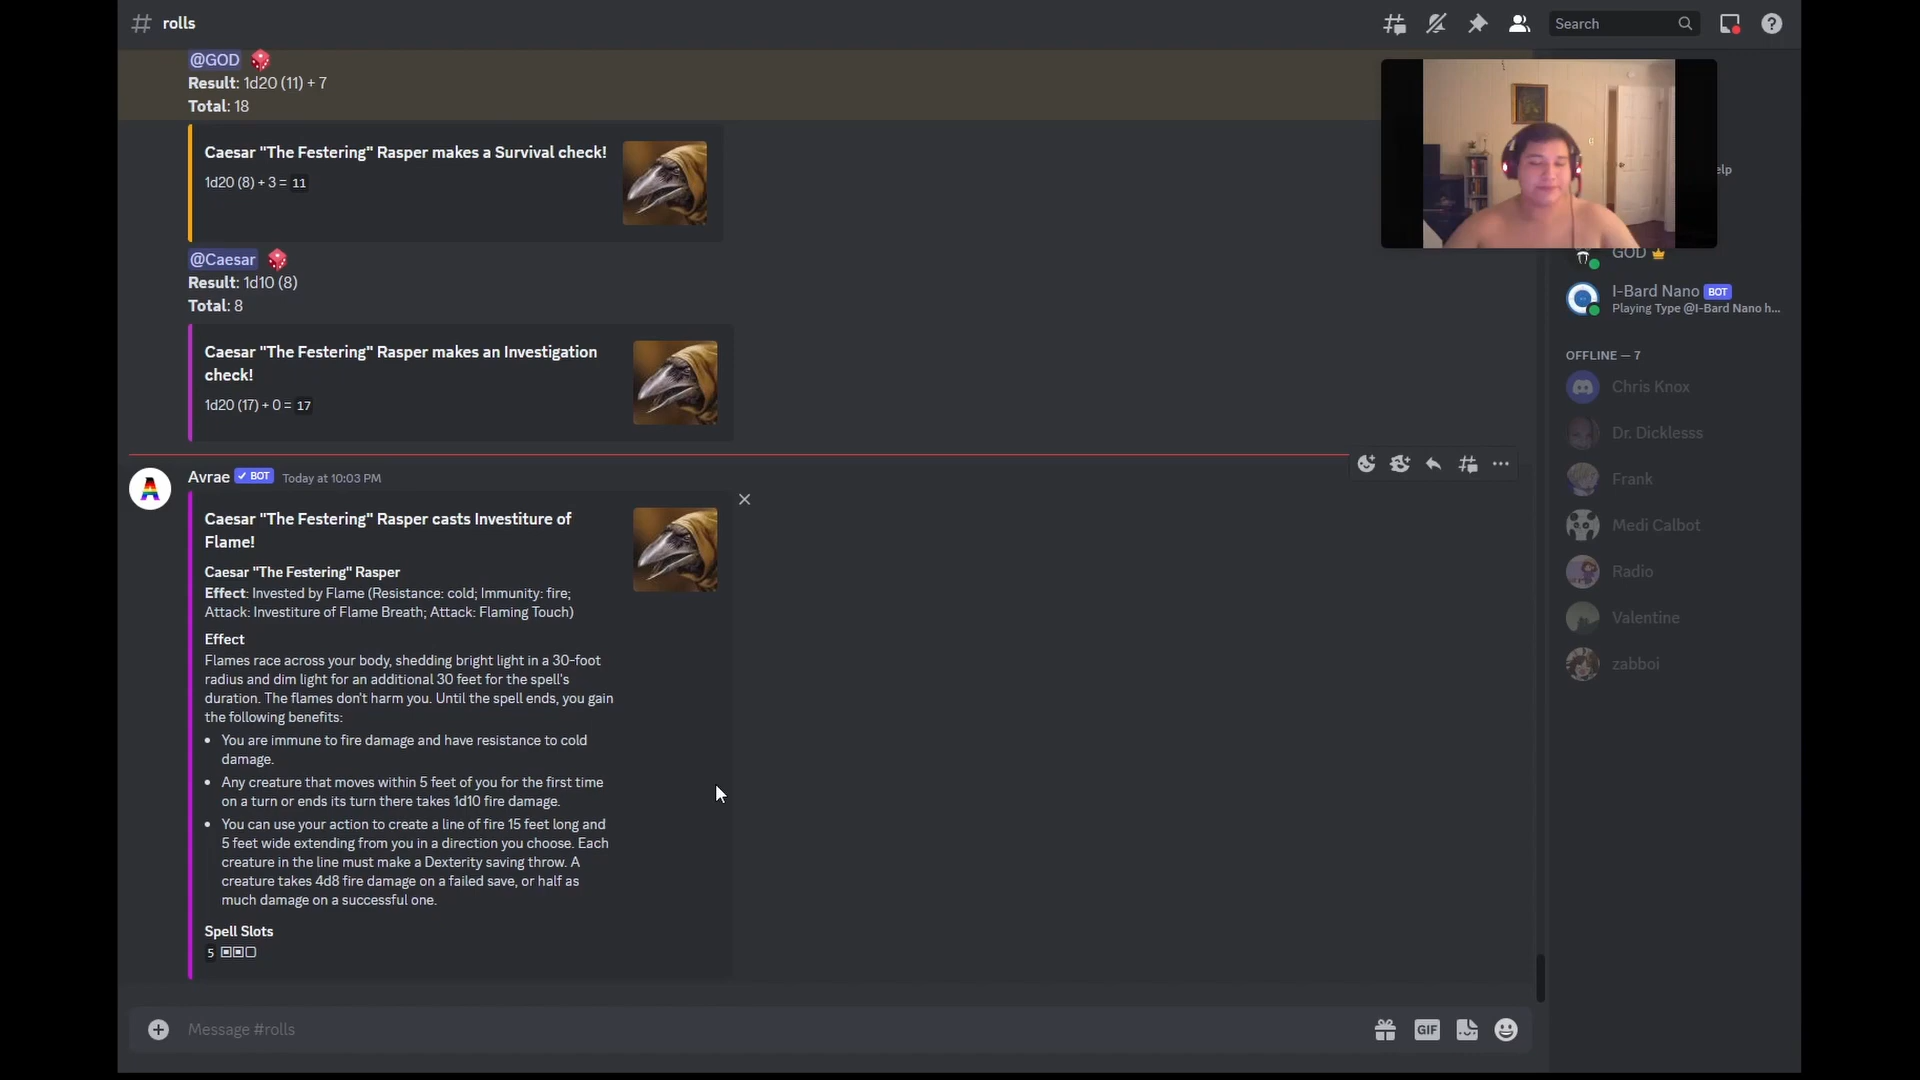 rolls
Search
@GOD
Result: 1d20 (11) + 7
Total: 18
Caesar "The Festering" Rasper makes a Survival check!
1d20 (8) + 3 = 11
@Caesar
Result: 1d10 (8)
Total: 8
Caesar "The Festering" Rasper makes an Investigation
check!
1d20 (17) + 0 = 17
Avrae ✓ BOT Today at 10:03 PM
Caesar "The Festering" Rasper casts Investiture of
Flame!
Caesar "The Festering" Rasper
Effect: Invested by Flame (Resistance: cold; Immunity: fire;
Attack: Investiture of Flame Breath; Attack: Flaming Touch)
Effect
Flames race across your body, shedding bright light in a 30-foot
radius and dim light for an additional 30 feet for the spell's
duration. The flames don't harm you. Until the spell ends, you gain
the following benefits:
• You are immune to fire damage and have resistance to cold
damage.
• Any creature that moves within 5 feet of you for the first time
on a turn or ends its turn there takes 1d10 fire damage.
• You can use your action to create a line of fire 15 feet long and
5 feet wide extending from you in a direction you choose. Each
creature in the line must make a Dexterity saving throw. A
creature takes 4d8 fire damage on a failed save, or half as
much damage on a successful one.
Spell Slots
5
Message #rolls
GIF
elp
GOD
I-Bard Nano BOT
Playing Type @I-Bard Nano h...
OFFLINE — 7
Chris Knox
Dr. Dicklesss
Frank
Medi Calbot
Radio
Valentine
zabboi